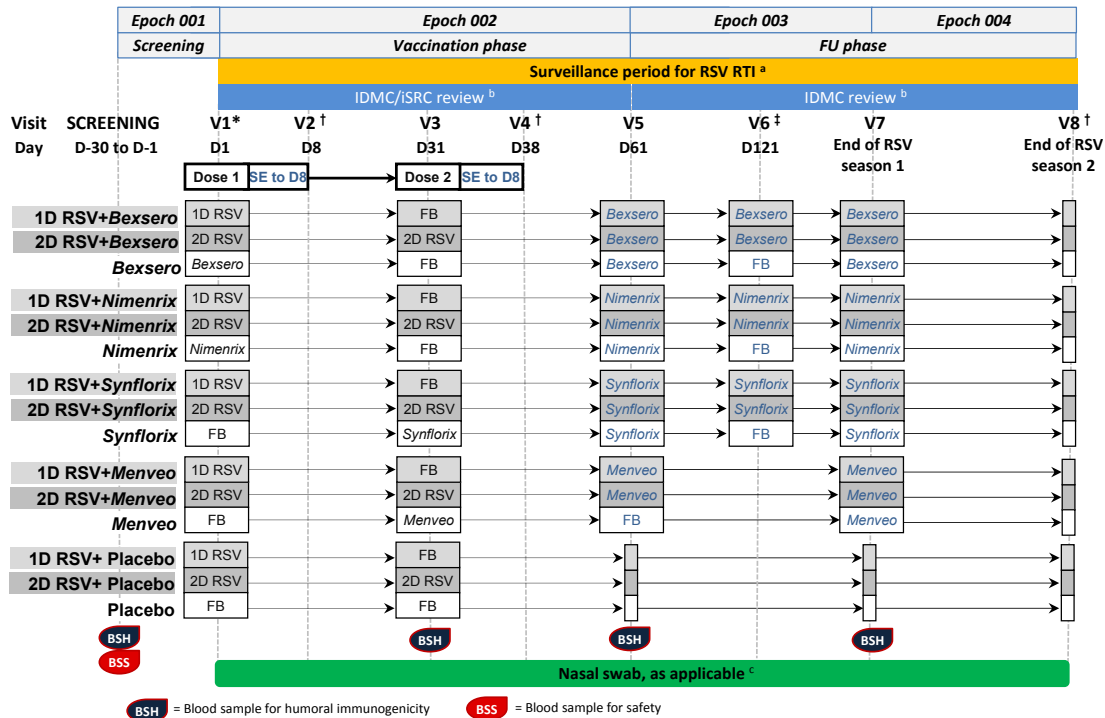 Epoch 001 Epoch 002 Epoch 003 Epoch 004
Screening Vaccination phase FU phase
Surveillance period for RSV RTI a
IDMC/iSRC review b IDMC review b
Visit SCREENING V1* V2 † V3 V4 † V5 V6 ‡ V7 V8 †
Day D-30 to D-1 D1 D8 D31 D38 D61 D121 End of RSV season 1 End of RSV season 2
Dose 1 SE to D8 Dose 2 SE to D8
1D RSV+Bexsero 1D RSV FB Bexsero Bexsero Bexsero
2D RSV+Bexsero 2D RSV 2D RSV Bexsero Bexsero Bexsero
Bexsero Bexsero FB Bexsero FB Bexsero
1D RSV+Nimenrix 1D RSV FB Nimenrix Nimenrix Nimenrix
2D RSV+Nimenrix 2D RSV 2D RSV Nimenrix Nimenrix Nimenrix
Nimenrix Nimenrix FB Nimenrix FB Nimenrix
1D RSV+Synflorix 1D RSV FB Synflorix Synflorix Synflorix
2D RSV+Synflorix 2D RSV 2D RSV Synflorix Synflorix Synflorix
Synflorix FB Synflorix Synflorix FB Synflorix
1D RSV+Menveo 1D RSV FB Menveo Menveo
2D RSV+Menveo 2D RSV 2D RSV Menveo Menveo
Menveo FB Menveo FB Menveo
1D RSV+ Placebo 1D RSV FB
2D RSV+ Placebo 2D RSV 2D RSV
Placebo FB FB
BSH BSH BSH BSH
BSS
Nasal swab, as applicable c
BSH = Blood sample for humoral immunogenicity BSS = Blood sample for safety